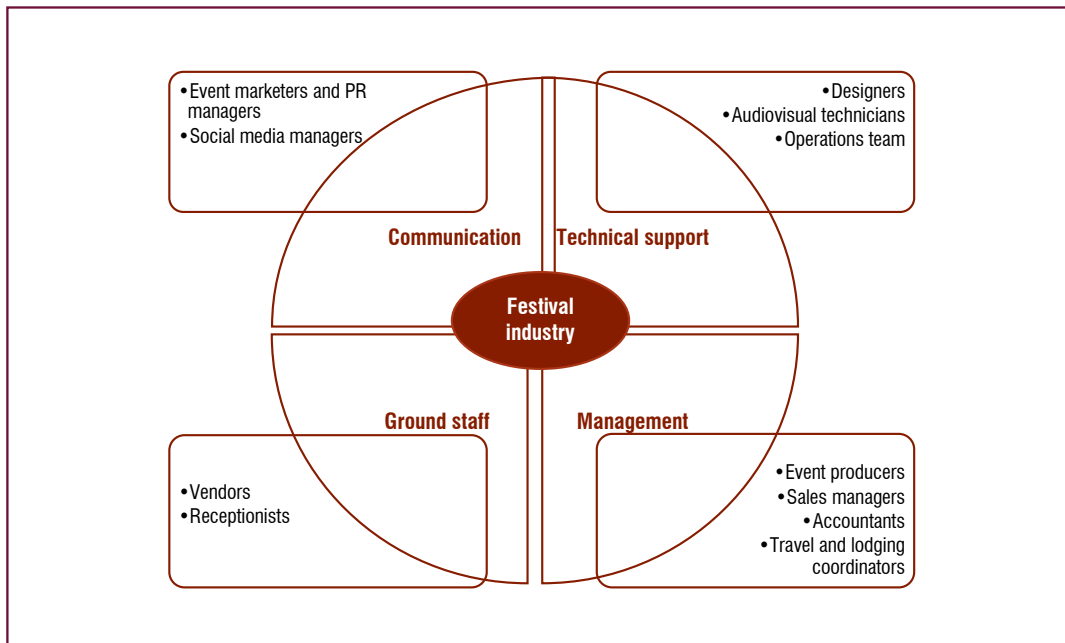 •Event marketers and PR
managers
•Social media managers
•Designers
•Audiovisual technicians
•Operations team
Communication
Technical support
Festival
industry
Ground staff
Management
•Vendors
•Receptionists
•Event producers
•Sales managers
•Accountants
•Travel and lodging
coordinators